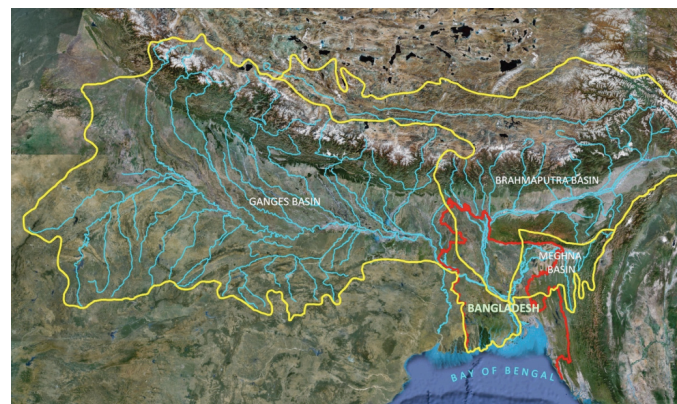 BRAHMAPUTRA BASIN
GANGES BASIN
MEGHNA
BASIN
BANGLADESH
BAY OF BENGAL